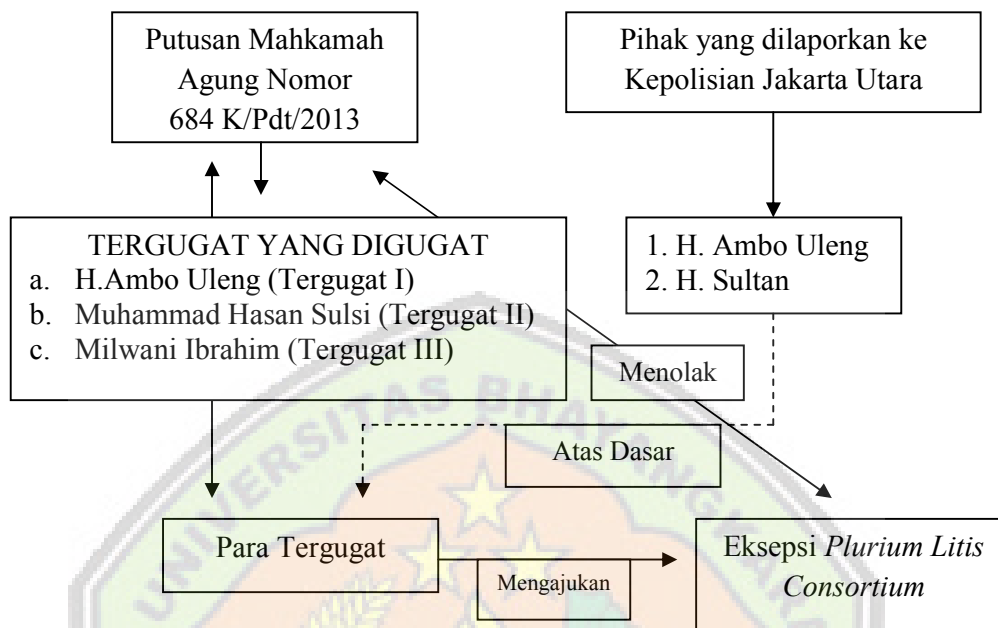 Putusan Mahkamah
Agung Nomor
684 K/Pdt/2013
Pihak yang dilaporkan ke
Kepolisian Jakarta Utara
TERGUGAT YANG DIGUGAT
a. H.Ambo Uleng (Tergugat I)
b. Muhammad Hasan Sulsi (Tergugat II)
c. Milwani Ibrahim (Tergugat III)
1. H. Ambo Uleng
2. H. Sultan
Menolak
Atas Dasar
Para Tergugat
Mengajukan
Eksepsi Plurium Litis
Consortium
UNIVERSITAS BHAYANGKARA